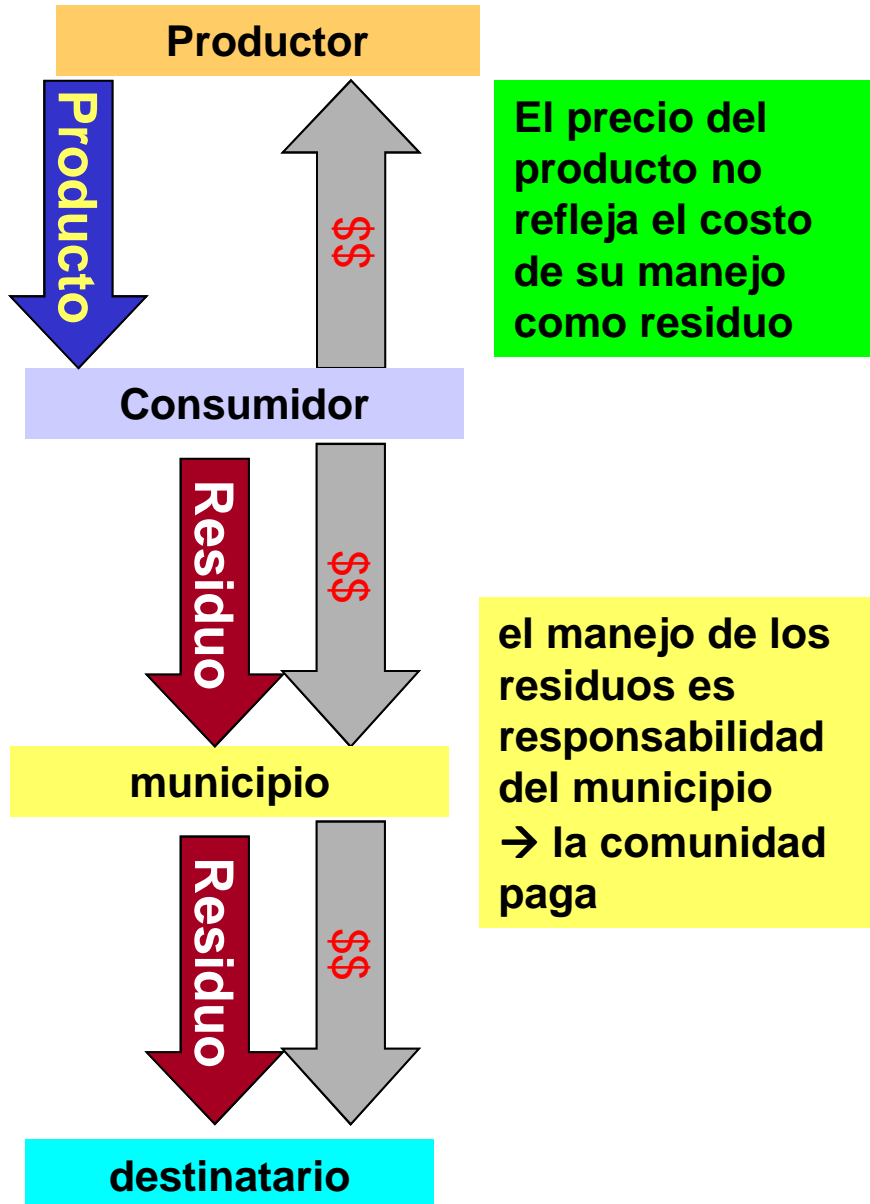 Productor
Producto
$$
El precio del
producto no
refleja el costo
de su manejo
como residuo
Consumidor
Residuo
$$
el manejo de los
residuos es
responsabilidad
del municipio
→ la comunidad
paga
municipio
Residuo
$$
destinatario